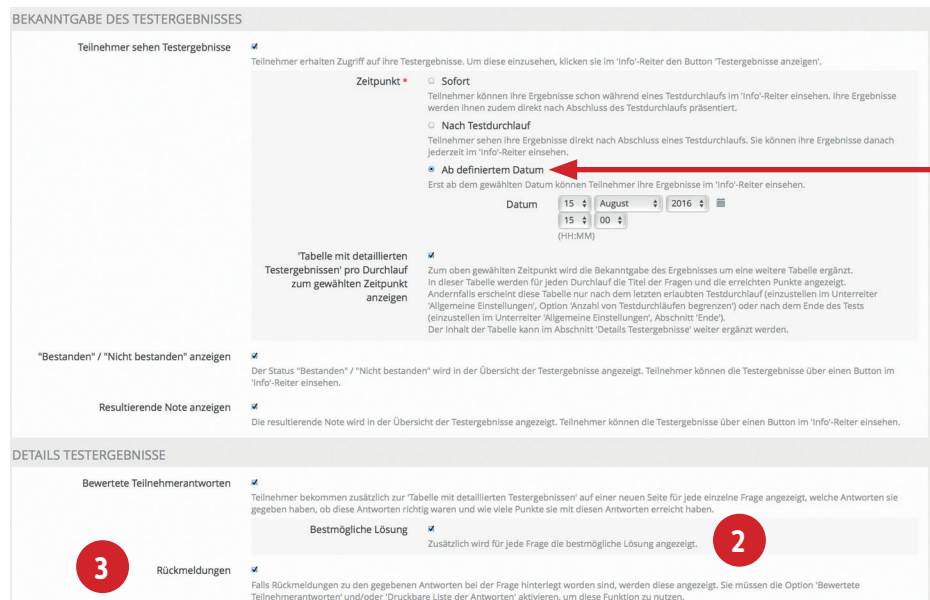 BEKANNTGABE DES TESTERGEBNISSES
Teilnehmer sehen Testergebnisse
Teilnehmer erhalten Zugriff auf ihre Testergebnisse. Um diese einzusehen, klicken sie im 'Info'-Reiter den Button 'Testergebnisse anzeigen'.
Zeitpunkt *
Sofort
Teilnehmer können ihre Ergebnisse schon während eines Testdurchlaufs im 'Info'-Reiter einsehen. Ihre Ergebnisse
werden ihnen zudem direkt nach Abschluss des Testdurchlaufs präsentiert.
Nach Testdurchlauf
Teilnehmer sehen ihre Ergebnisse direkt nach Abschluss eines Testdurchlaufs. Sie können ihre Ergebnisse danach
jederzeit im 'Info'-Reiter einsehen.
Ab definiertem Datum
Erst ab dem gewählten Datum können Teilnehmer ihre Ergebnisse im 'Info'-Reiter einsehen.
Datum 15 August 2016
15 00
(HH:MM)
'Tabelle mit detaillierten
Testergebnissen' pro Durchlauf
zum gewählten Zeitpunkt
anzeigen
Zum oben gewählten Zeitpunkt wird die Bekanntgabe des Ergebnisses um eine weitere Tabelle ergänzt.
In dieser Tabelle werden für jeden Durchlauf die Titel der Fragen und die erreichten Punkte angezeigt.
Andernfalls erscheint diese Tabelle nur nach dem letzten erlaubten Testdurchlauf (einzustellen im Unterreiter
'Allgemeine Einstellungen', Option 'Anzahl von Testdurchläufen begrenzen') oder nach dem Ende des Tests
(einzustellen im Unterreiter 'Allgemeine Einstellungen', Abschnitt 'Ende').
Der Inhalt der Tabelle kann im Abschnitt 'Details Testergebnisse' weiter ergänzt werden.
"Bestanden" / "Nicht bestanden" anzeigen
Der Status "Bestanden" / "Nicht bestanden" wird in der Übersicht der Testergebnisse angezeigt. Teilnehmer können die Testergebnisse über einen Button im
'Info'-Reiter einsehen.
Resultierende Note anzeigen
Die resultierende Note wird in der Übersicht der Testergebnisse angezeigt. Teilnehmer können die Testergebnisse über einen Button im 'Info'-Reiter einsehen.
DETAILS TESTERGEBNISSE
Bewertete Teilnehmerantworten
Teilnehmer bekommen zusätzlich zur 'Tabelle mit detaillierten Testergebnissen' auf einer neuen Seite für jede einzelne Frage angezeigt, welche Antworten sie
gegeben haben, ob diese Antworten richtig waren und wie viele Punkte sie mit diesen Antworten erreicht haben.
Bestmögliche Lösung
Zusätzlich wird für jede Frage die bestmögliche Lösung angezeigt.
2
3
Rückmeldungen
Falls Rückmeldungen zu den gegebenen Antworten bei der Frage hinterlegt worden sind, werden diese angezeigt. Sie müssen die Option 'Bewertete
Teilnehmerantworten' und/oder 'Druckbare Liste der Antworten' aktivieren, um diese Funktion zu nutzen.